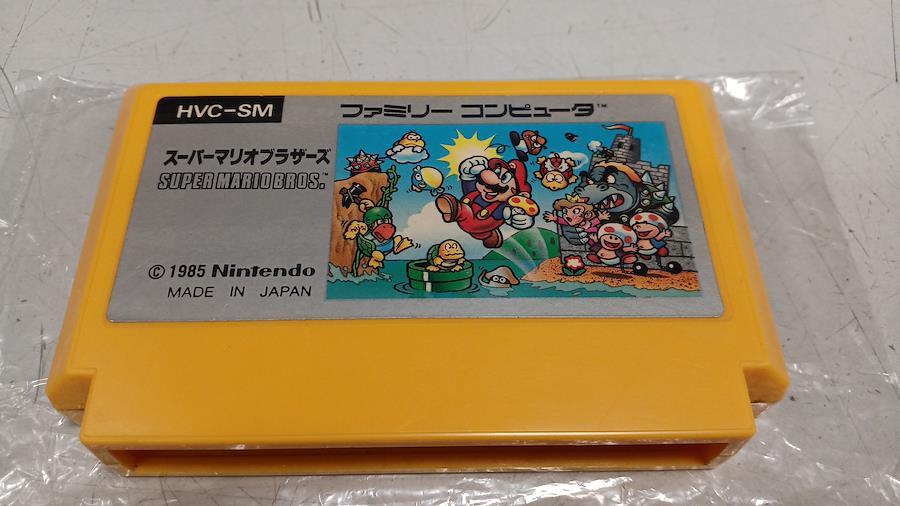 HVC-SM
ファミリー コンピュータ™
スーパーマリオブラザーズ
SUPER MARIO BROS.™
© 1985 Nintendo
MADE IN JAPAN